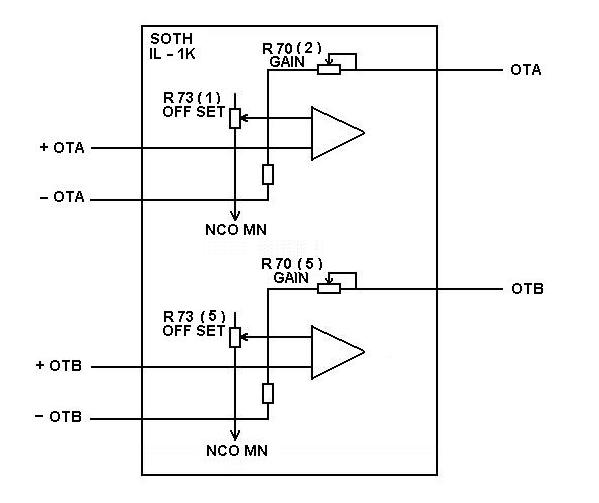 SOTH
IL - 1K
R 70 ( 2 )
GAIN
OTA
R 73 ( 1 )
OFF SET
+ OTA
- OTA
NCO MN
R 70 ( 5 )
GAIN
OTB
R 73 ( 5 )
OFF SET
+ OTB
- OTB
NCO MN